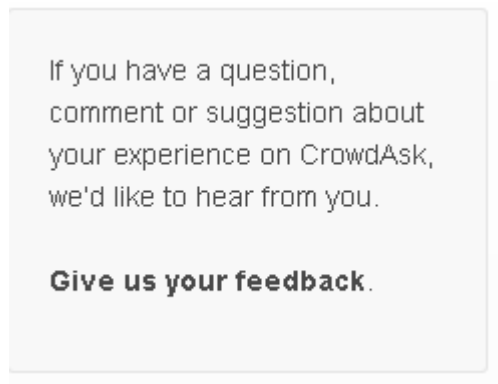 If you have a question,
comment or suggestion about
your experience on CrowdAsk,
we'd like to hear from you.
Give us your feedback.